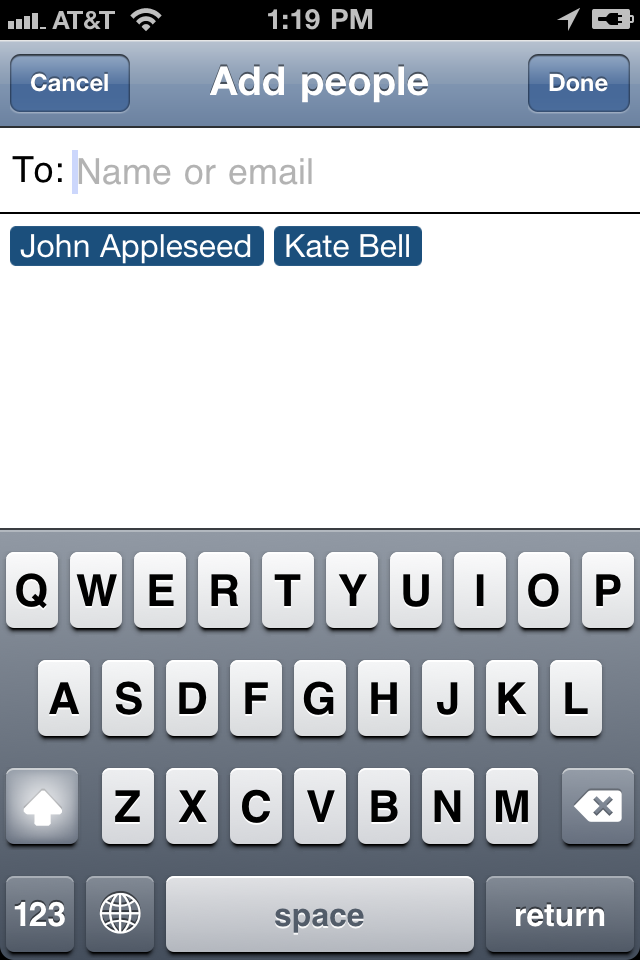 AT&T 1:19 PM
Cancel Add people Done
To: Name or email
John Appleseed Kate Bell
Q W E R T Y U I O P
A S D F G H J K L
Z X C V B N M
123 space return